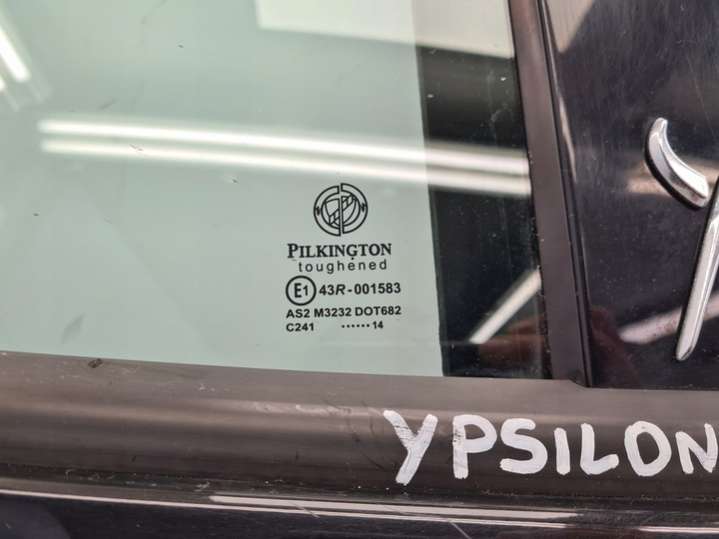 PILKINGTON
toughened
E1 43R-001583
AS2 M3232 DOT682
C241 ······ 14
YPSILON